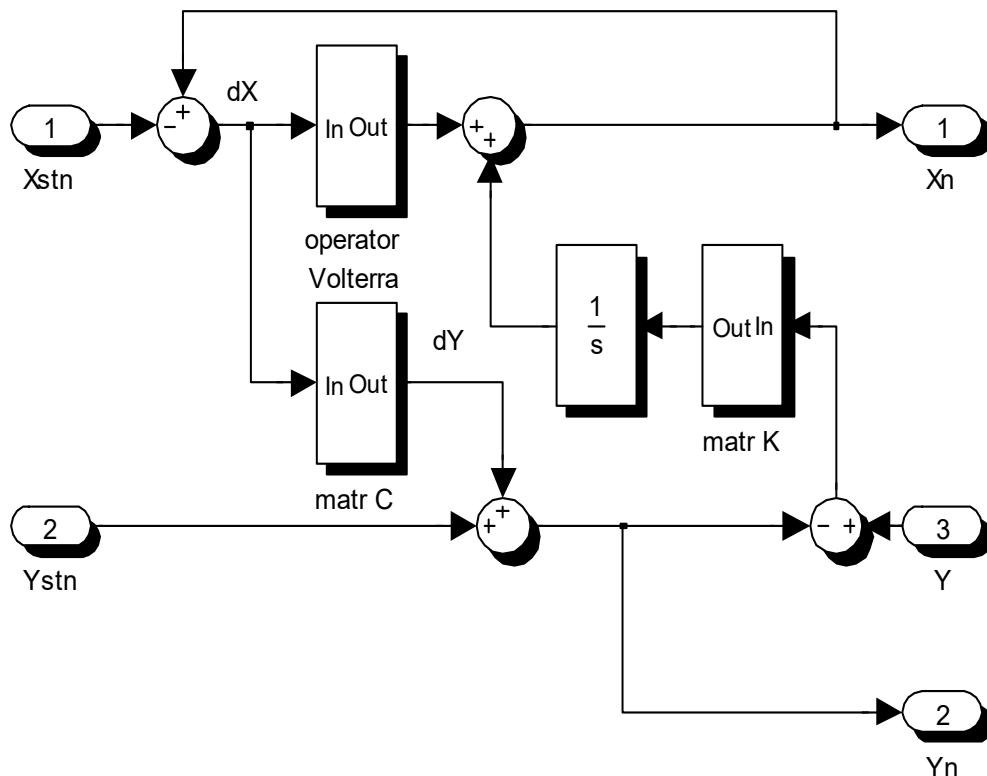 dX
+
-
1
Xstn
In Out
operator
Volterra
+
+
1
Xn
1
s
Out In
matr K
dY
In Out
matr C
2
Ystn
+
+
-
+
3
Y
2
Yn